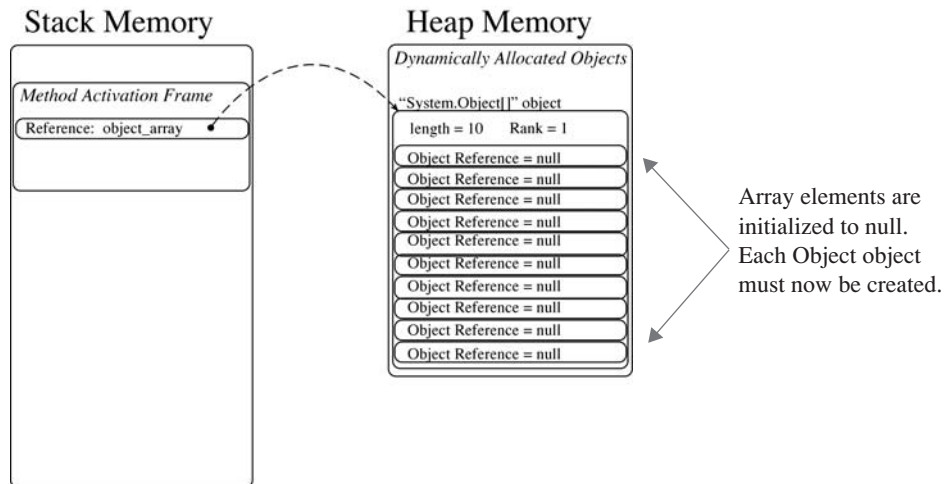 Stack Memory
Heap Memory
Method Activation Frame
Reference: object_array
Dynamically Allocated Objects
“System.Object[]” object
length = 10 Rank = 1
Object Reference = null
Object Reference = null
Object Reference = null
Object Reference = null
Object Reference = null
Object Reference = null
Object Reference = null
Object Reference = null
Object Reference = null
Object Reference = null
Array elements are
initialized to null.
Each Object object
must now be created.